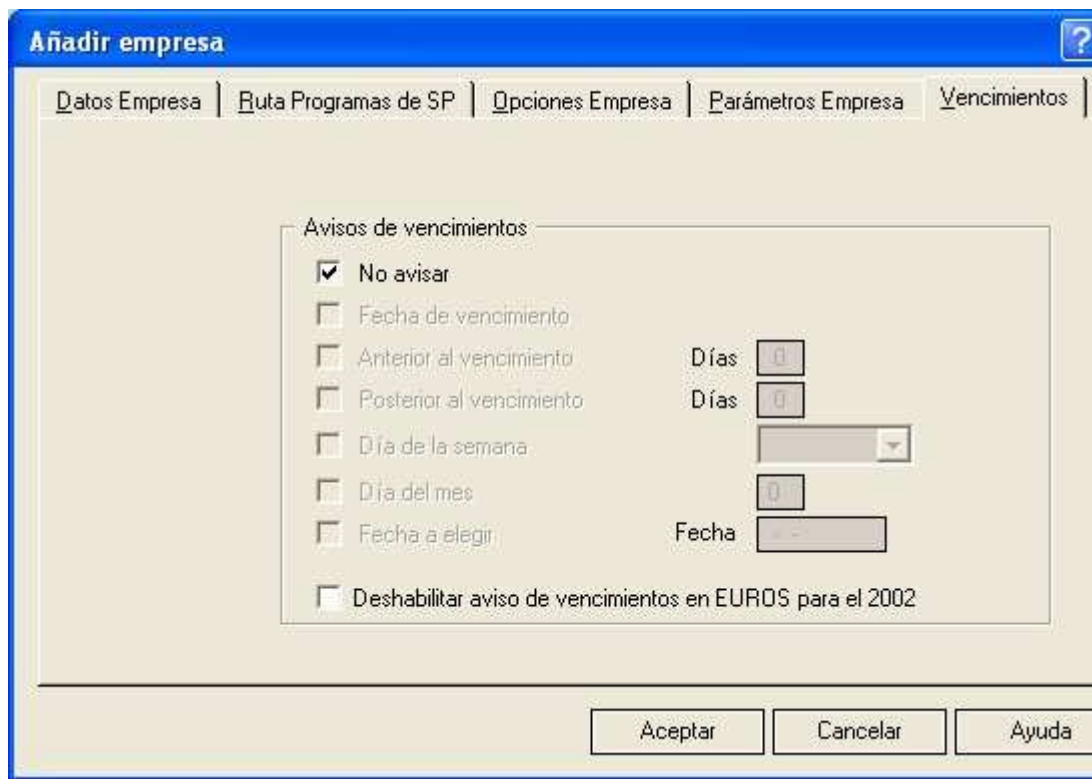 Añadir empresa
?
Datos Empresa
Ruta Programas de SP
Opciones Empresa
Parámetros Empresa
Vencimientos
Avisos de vencimientos
No avisar
Fecha de vencimiento
Anterior al vencimiento Días 0
Posterior al vencimiento Días 0
Día de la semana
Día del mes 0
Fecha a elegir Fecha - -
Deshabilitar aviso de vencimientos en EUROS para el 2002
Aceptar
Cancelar
Ayuda